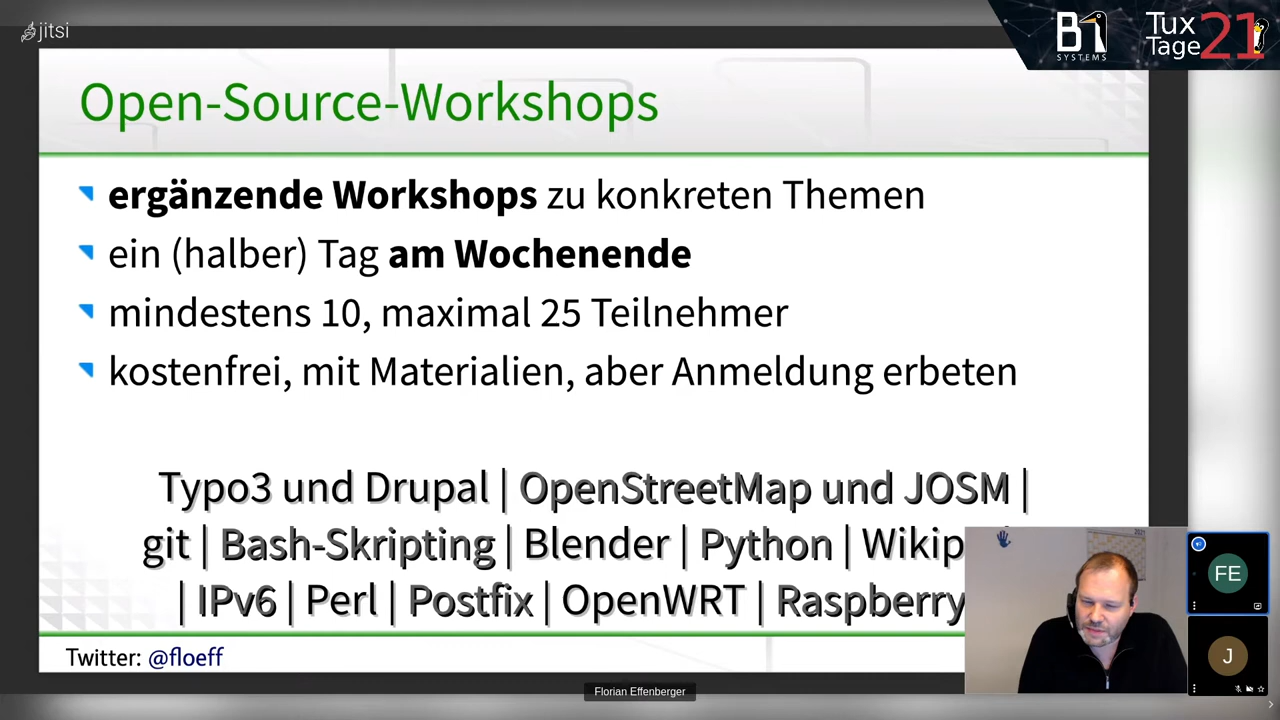 jitsi
B1
SYSTEMS
Tux
Tage
21
Open-Source-Workshops
ergänzende Workshops zu konkreten Themen
ein (halber) Tag am Wochenende
mindestens 10, maximal 25 Teilnehmer
kostenfrei, mit Materialien, aber Anmeldung erbeten
Typo3 und Drupal | OpenStreetMap und JOSM |
git | Bash-Skripting | Blender | Python | Wikip
| IPv6 | Perl | Postfix | OpenWRT | Raspberry
FE
J
Twitter: @floeff
Florian Effenberger